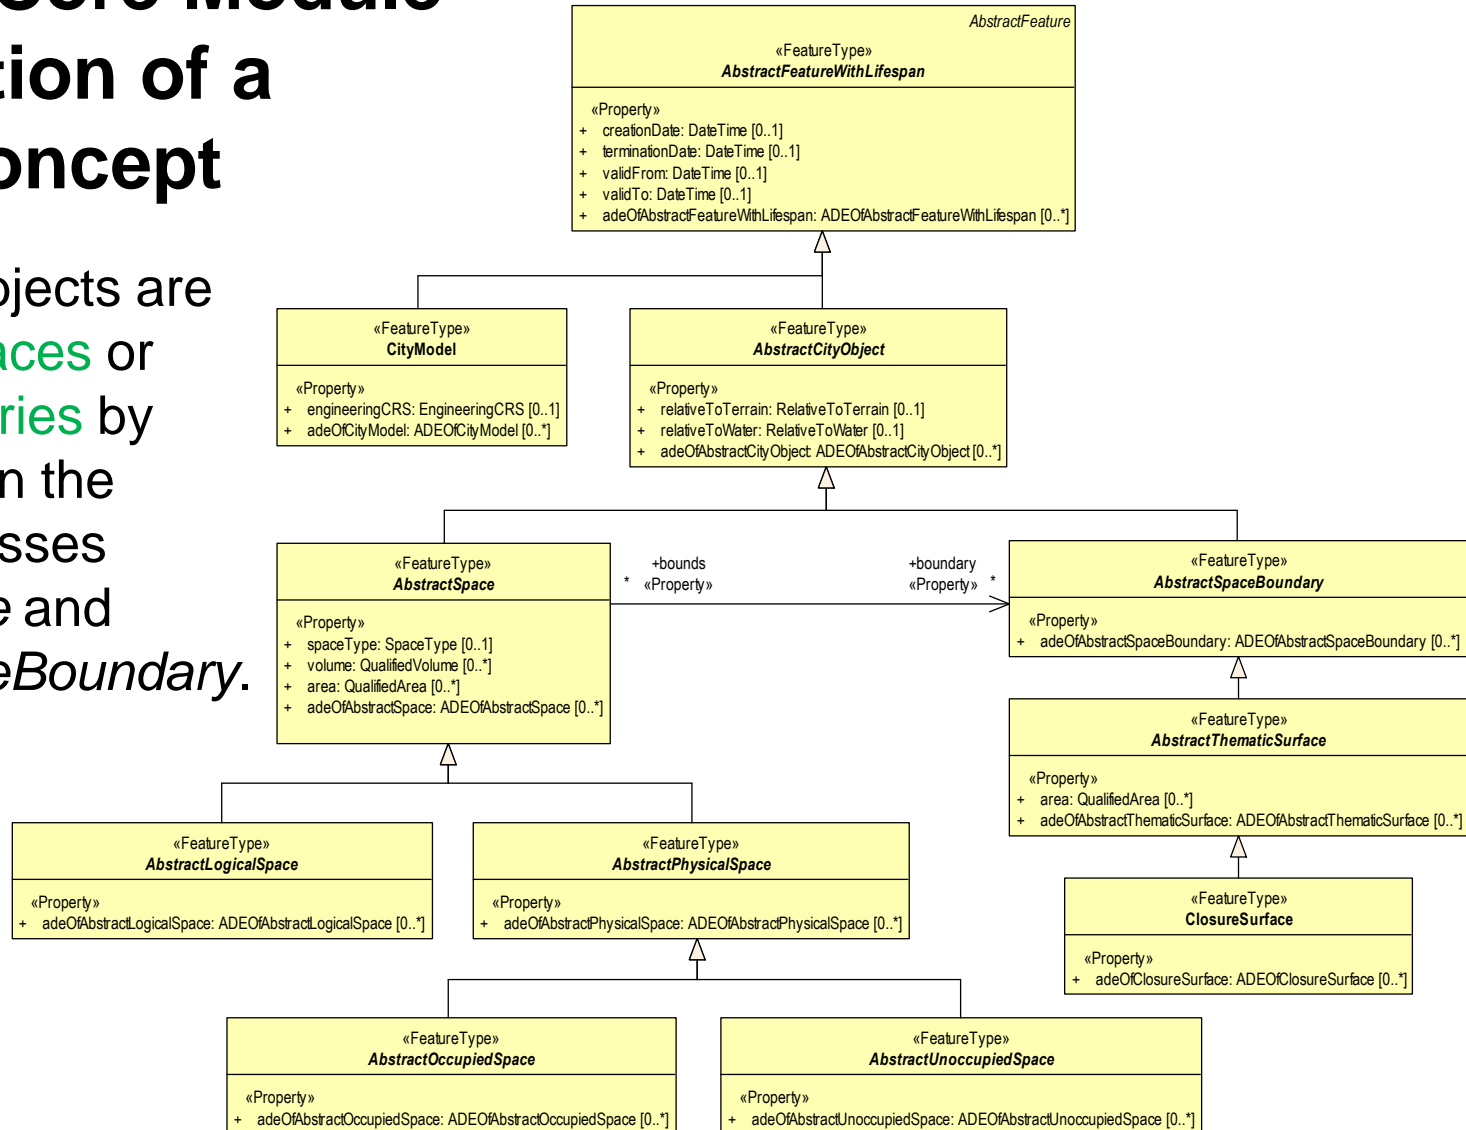 Core Module
tion of a
oncept
ojects are
aces or
ries by
n the
sses
e and
eBoundary.
AbstractFeature
«FeatureType»
AbstractFeatureWithLifespan
«Property»
+ creationDate: DateTime [0..1]
+ terminationDate: DateTime [0..1]
+ validFrom: DateTime [0..1]
+ validTo: DateTime [0..1]
+ adeOfAbstractFeatureWithLifespan: ADEOfAbstractFeatureWithLifespan [0..*]
«FeatureType»
CityModel
«Property»
+ engineeringCRS: EngineeringCRS [0..1]
+ adeOfCityModel: ADEOfCityModel [0..*]
«FeatureType»
AbstractCityObject
«Property»
+ relativeToTerrain: RelativeToTerrain [0..1]
+ relativeToWater: RelativeToWater [0..1]
+ adeOfAbstractCityObject: ADEOfAbstractCityObject [0..*]
«FeatureType»
AbstractSpace
«Property»
+ spaceType: SpaceType [0..1]
+ volume: QualifiedVolume [0..*]
+ area: QualifiedArea [0..*]
+ adeOfAbstractSpace: ADEOfAbstractSpace [0..*]
+bounds
* «Property»
+boundary
«Property» *
«FeatureType»
AbstractSpaceBoundary
«Property»
+ adeOfAbstractSpaceBoundary: ADEOfAbstractSpaceBoundary [0..*]
«FeatureType»
AbstractThematicSurface
«Property»
+ area: QualifiedArea [0..*]
+ adeOfAbstractThematicSurface: ADEOfAbstractThematicSurface [0..*]
«FeatureType»
AbstractLogicalSpace
«Property»
+ adeOfAbstractLogicalSpace: ADEOfAbstractLogicalSpace [0..*]
«FeatureType»
AbstractPhysicalSpace
«Property»
+ adeOfAbstractPhysicalSpace: ADEOfAbstractPhysicalSpace [0..*]
«FeatureType»
ClosureSurface
«Property»
+ adeOfClosureSurface: ADEOfClosureSurface [0..*]
«FeatureType»
AbstractOccupiedSpace
«Property»
+ adeOfAbstractOccupiedSpace: ADEOfAbstractOccupiedSpace [0..*]
«FeatureType»
AbstractUnoccupiedSpace
«Property»
+ adeOfAbstractUnoccupiedSpace: ADEOfAbstractUnoccupiedSpace [0..*]